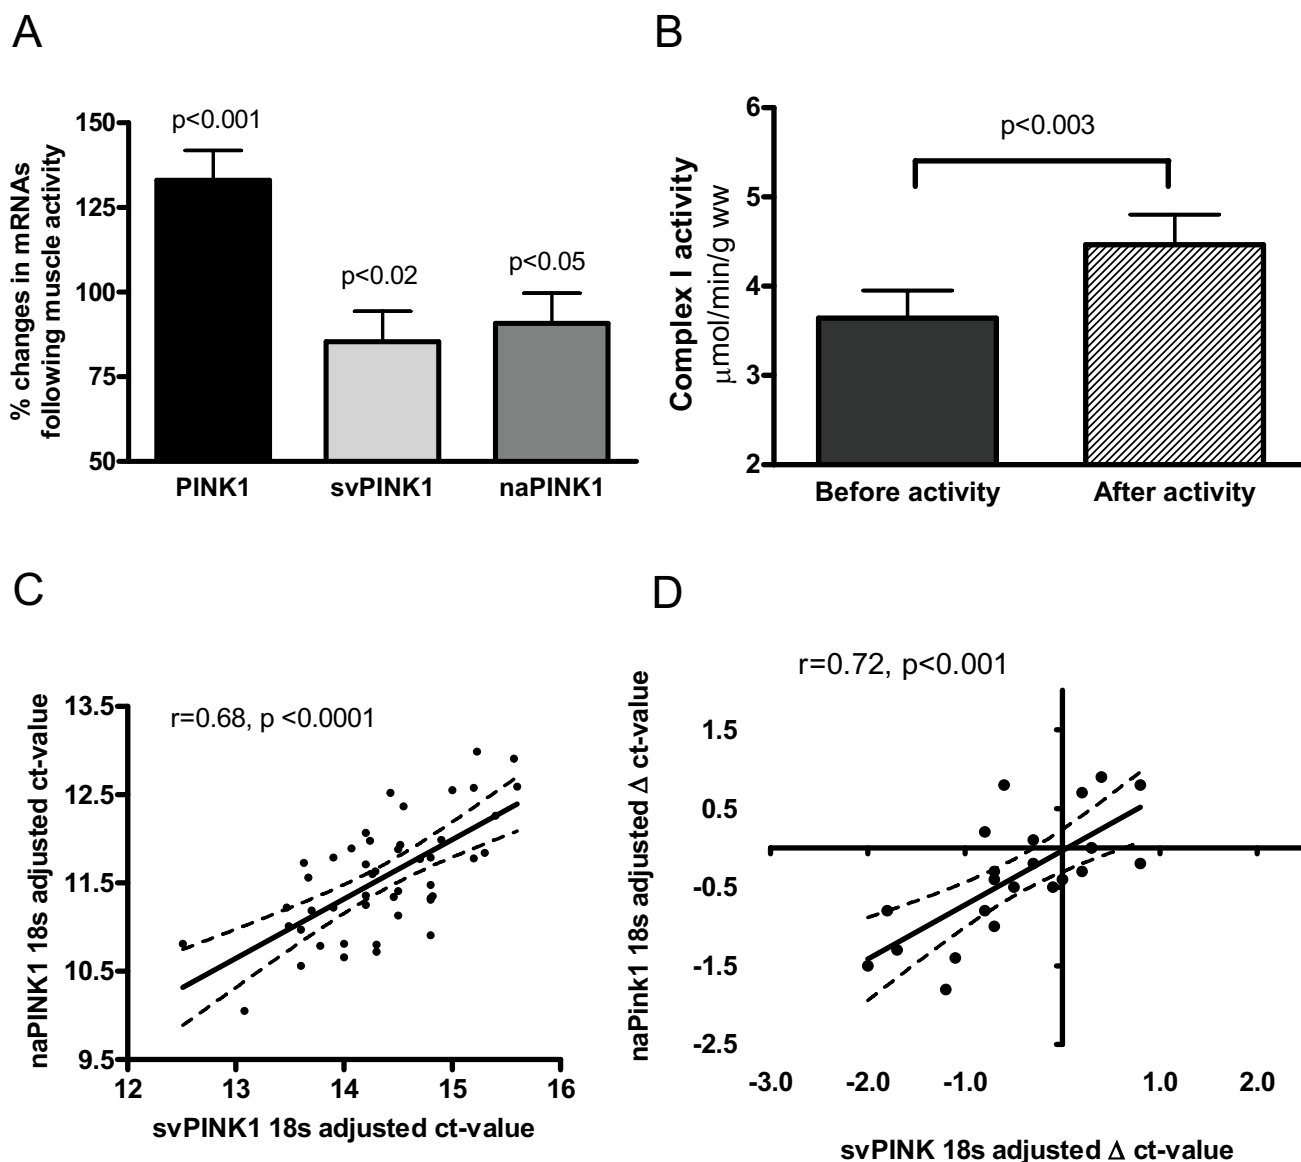 A
% changes in mRNAs
following muscle activity
150
125
100
75
50
p<0.001
p<0.02
p<0.05
PINK1
svPINK1
naPINK1
B
Complex I activity
μmol/min/g ww
6
5
4
3
2
p<0.003
Before activity
After activity
C
naPINK1 18s adjusted ct-value
13.5
12.5
11.5
10.5
9.5
r=0.68, p <0.0001
12
13
14
15
16
svPINK1 18s adjusted ct-value
D
naPink1 18s adjusted Δ ct-value
r=0.72, p<0.001
1.5
0.5
-0.5
-1.5
-2.5
-3.0
-2.0
-1.0
1.0
2.0
svPINK 18s adjusted Δ ct-value